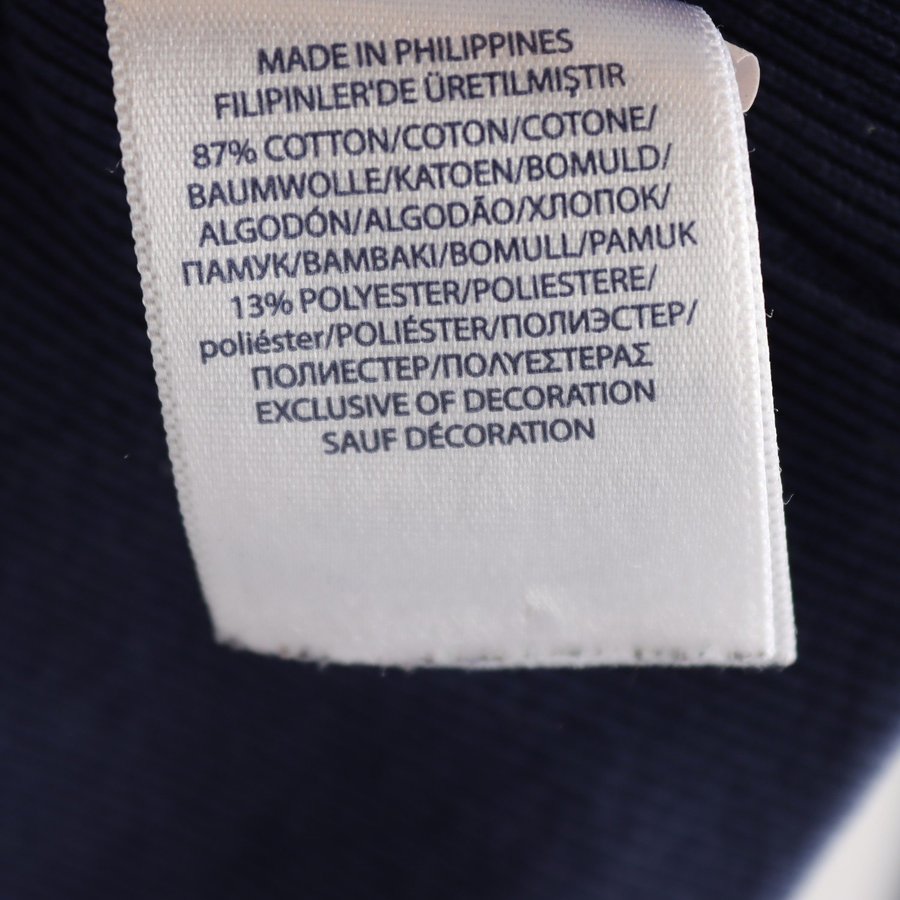 MADE IN PHILIPPINES
FILIPINLER'DE ÜRETILMIŞTIR
87% COTTON/COTON/COTONE/
BAUMWOLLE/KATOEN/BOMULD/
ALGODÓN/ALGODÃO/ХЛОПОК/
ПАМУК/BAMBAKI/BOMULL/PAMUK
13% POLYESTER/POLIESTERE/
poliéster/POLIÉSTER/ПОЛИЭСТЕР/
ПОЛИЕСТЕР/ΠΟΛΥΕΣΤΕΡΑΣ
EXCLUSIVE OF DECORATION
SAUF DÉCORATION